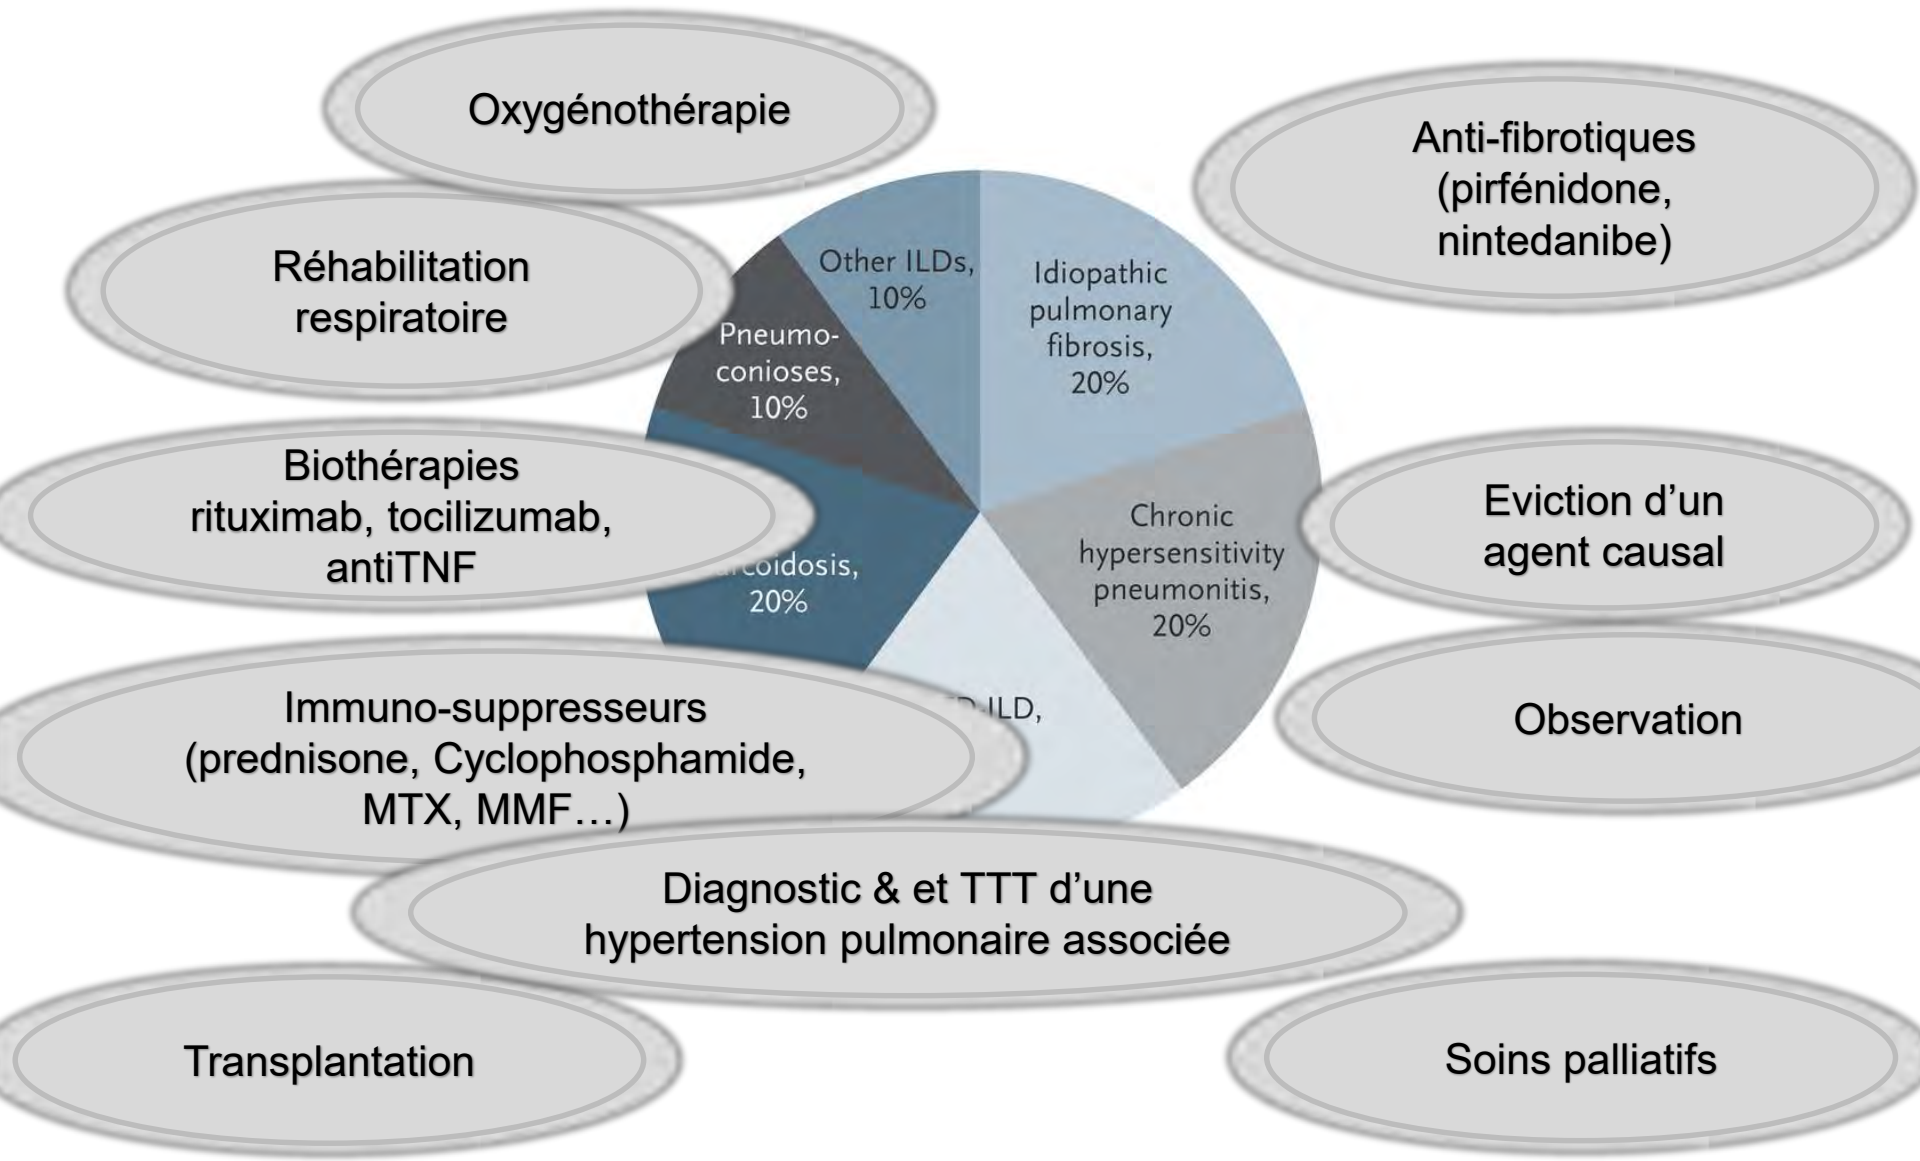 Oxygénothérapie
Anti-fibrotiques
(pirfénidone,
nintedanibe)
Réhabilitation
respiratoire
Other ILDs,
10%
Idiopathic
pulmonary
fibrosis,
20%
Pneumo-
conioses,
10%
Biothérapies
rituximab, tocilizumab,
antiTNF
Chronic
hypersensitivity
pneumonitis,
20%
Eviction d’un
agent causal
20%
Immuno-suppresseurs
(prednisone, Cyclophosphamide,
MTX, MMF…)
ILD,
Observation
Diagnostic & et TTT d’une
hypertension pulmonaire associée
Transplantation
Soins palliatifs